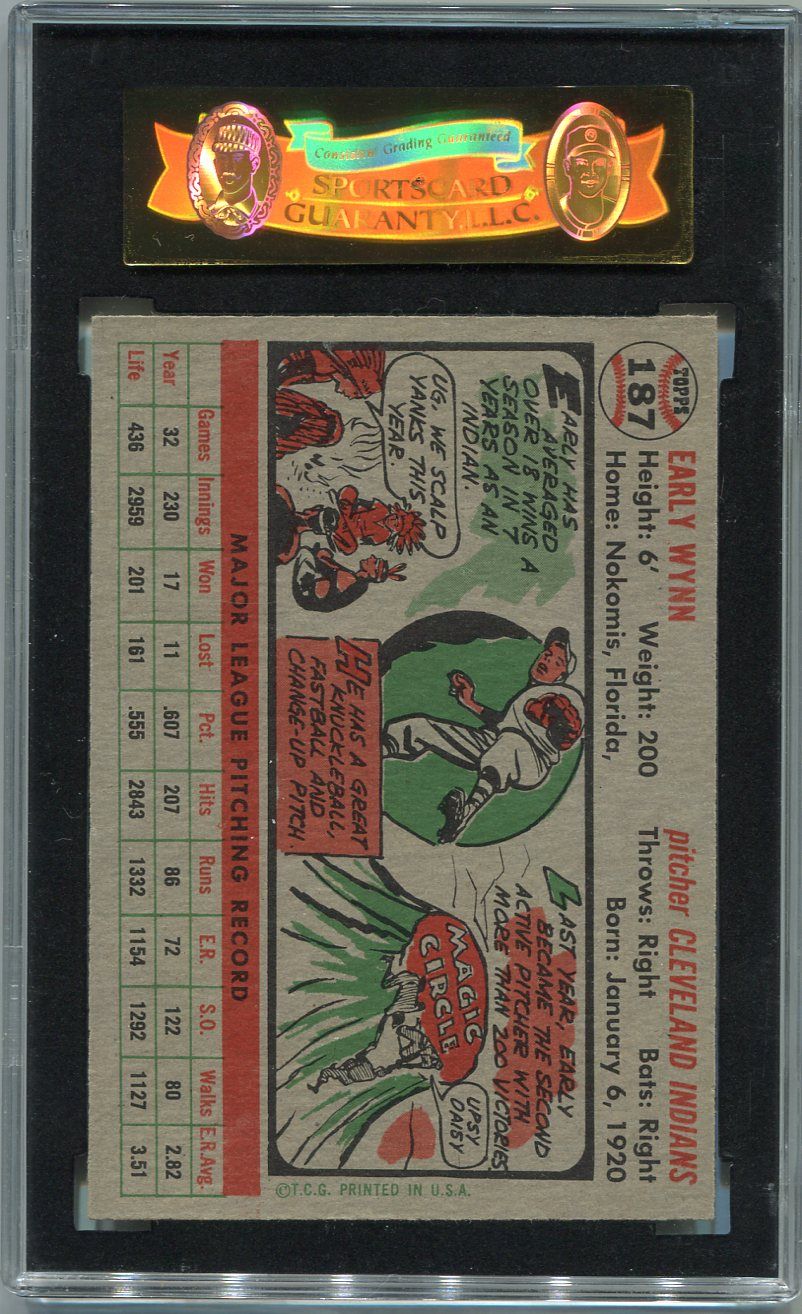 Consistent Grading Guaranteed
SPORTSCARD
GUARANTY, L.L.C.
TOPPS
187
EARLY WYNN
pitcher CLEVELAND INDIANS
Height: 6' Weight: 200 Throws: Right Bats: Right
Home: Nokomis, Florida, Born: January 6, 1920
EARLY HAS
AVERAGED
OVER 18 WINS A
SEASON IN 7
YEARS AS AN
INDIAN.
UG, WE SCALP
YANKS THIS
YEAR.
HE HAS A GREAT
KNUCKLEBALL,
FASTBALL AND
CHANGE-UP PITCH.
LAST YEAR, EARLY
BECAME THE SECOND
ACTIVE PITCHER WITH
MORE THAN 200 VICTORIES
MAGIC
CIRCLE
UPSY
DAISY
MAJOR LEAGUE PITCHING RECORD
Games Innings Won Lost Pct. Hits Runs E.R. S.O. Walks E.R.Avg.
Year 32 230 17 11 .607 207 86 72 122 80 2.82
Life 436 2959 201 161 .555 2843 1332 1154 1292 1127 3.51
©T.C.G. PRINTED IN U.S.A.